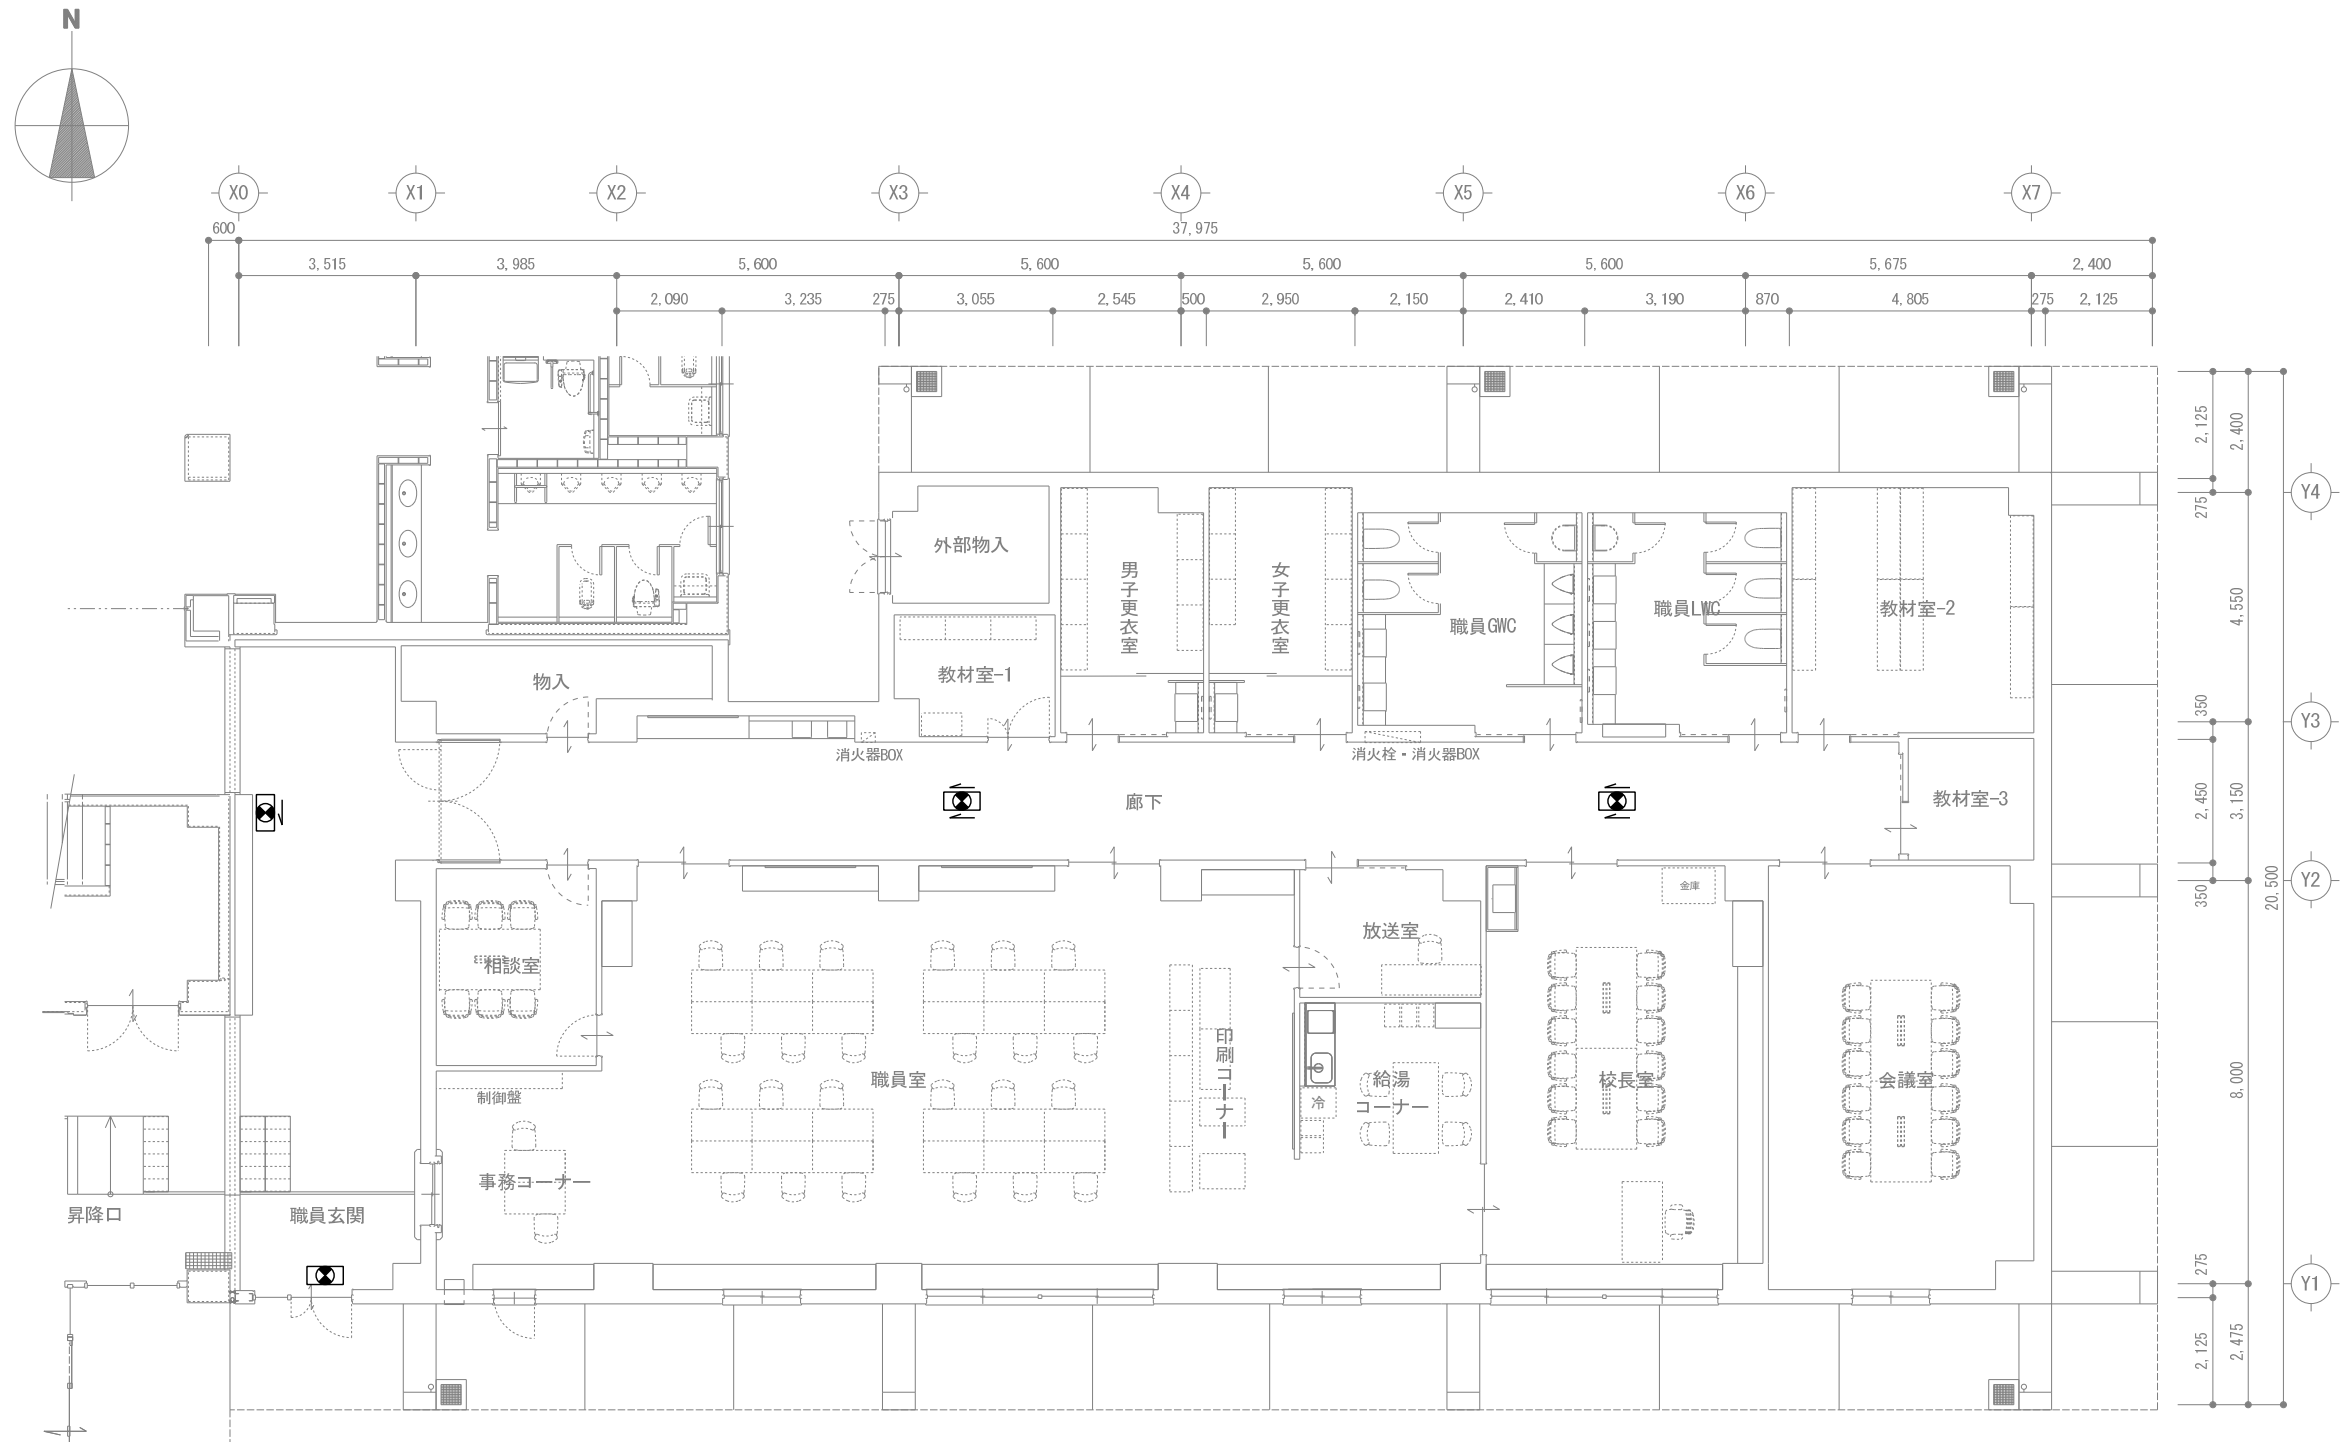 N
X0
X1
X2
X3
X4
X5
X6
X7
600
37,975
3,515
3,985
5,600
5,600
5,600
5,600
5,675
2,400
2,090
3,235
275
3,055
2,545
500
2,950
2,150
2,410
3,190
870
4,805
275
2,125
2,125
2,400
Y4
275
4,550
350
Y3
2,450
3,150
350
Y2
20,500
8,000
275
Y1
2,125
2,475
外部物入
男子更衣室
女子更衣室
職員GWC
職員LWC
教材室-2
教材室-1
物入
消火器BOX
消火栓・消火器BOX
廊下
教材室-3
金庫
放送室
相談室
印刷コーナー
職員室
給湯
コーナー
冷
校長室
会議室
制御盤
事務コーナー
昇降口
職員玄関